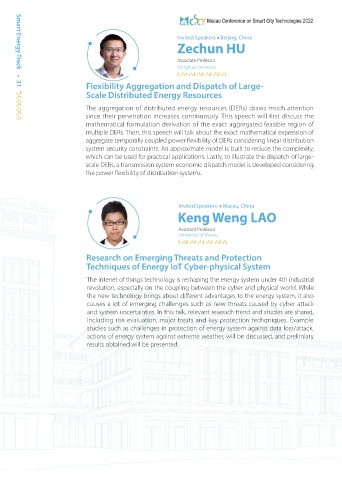 Macao Conference on Smart City Technologies 2022
Smart Energy Track • 31
Invited Speakers • Beijing, China
Zechun HU
Associate Professor
Tsinghua University
Flexibility Aggregation and Dispatch of Large-
Scale Distributed Energy Resources
The aggregation of distributed energy resources (DERs) draws much attention
since their penetration increases continuously. This speech will first discuss the
mathematical formulation derivation of the exact aggregated feasible region of
multiple DERs. Then, this speech will talk about the exact mathematical expression of
aggregate temporally coupled power flexibility of DERs considering linear distribution
system security constraints. An approximate model is built to reduce the complexity,
which can be used for practical applications. Lastly, to illustrate the dispatch of large-
scale DERs, a transmission system economic dispatch model is developed considering
the power flexibility of distribution systems.
Invited Speakers • Macau, China
Keng Weng LAO
Assistant Professor
University of Macau
Research on Emerging Threats and Protection
Techniques of Energy IoT Cyber-physical System
The internet of things technology is reshaping the energy system under 4th industrial
revolution, especially on the coupling between the cyber and physical world. While
the new technology brings about different advantages to the energy system, it also
causes a lot of emerging challenges such as new threats caused by cyber attack
and system uncertainties. In this talk, relevant research trend and studies are shared,
including risk evaluation, major treats and key protection techqniques. Example
studies such as challenges in protection of energy system against data loss/attack,
actions of energy system against extreme weather, will be discussed, and prelimiary
results obtained will be presented.